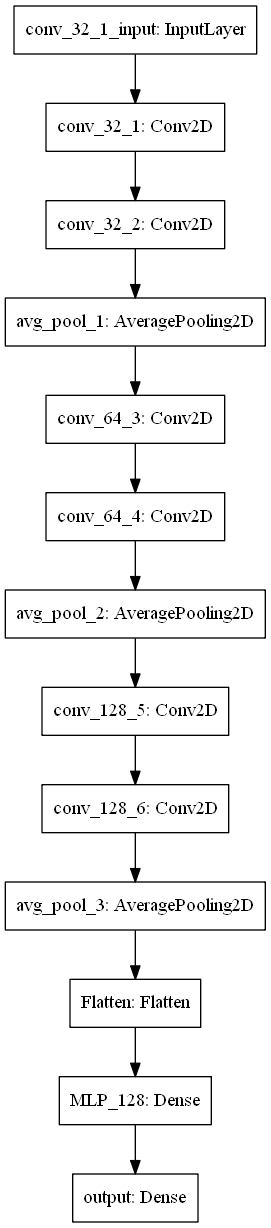 conv_32_1_input: InputLayer
conv_32_1: Conv2D
conv_32_2: Conv2D
avg_pool_1: AveragePooling2D
conv_64_3: Conv2D
conv_64_4: Conv2D
avg_pool_2: AveragePooling2D
conv_128_5: Conv2D
conv_128_6: Conv2D
avg_pool_3: AveragePooling2D
Flatten: Flatten
MLP_128: Dense
output: Dense